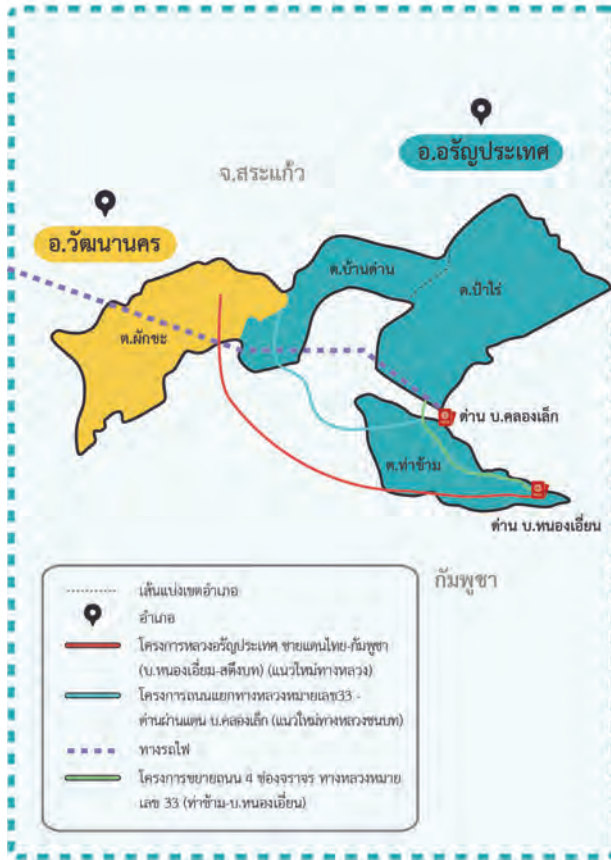 อ.อรัญประเทศ
จ.สระแก้ว
อ.วัฒนานคร
ต.บ้านด่าน
ต.ป่าไร่
ต.ผักขะ
ด่าน บ.คลองเล็ก
ต.ท่าข้าม
ด่าน บ.หนองเอี่ยน
กัมพูชา
เส้นแบ่งเขตอำเภอ
อำเภอ
โครงการหลวงอรัญประเทศ ชายแดนไทย-กัมพูชา
(บ.หนองเอี่ยม-สตึงบท) (แนวใหม่ทางหลวง)
โครงการถนนแยกทางหลวงหมายเลข33 -
ด่านผ่านแดน บ.คลองเล็ก (แนวใหม่ทางหลวงชนบท)
ทางรถไฟ
โครงการขยายถนน 4 ช่องจราจร ทางหลวงหมาย
เลข 33 (ท่าข้าม-บ.หนองเอี่ยน)